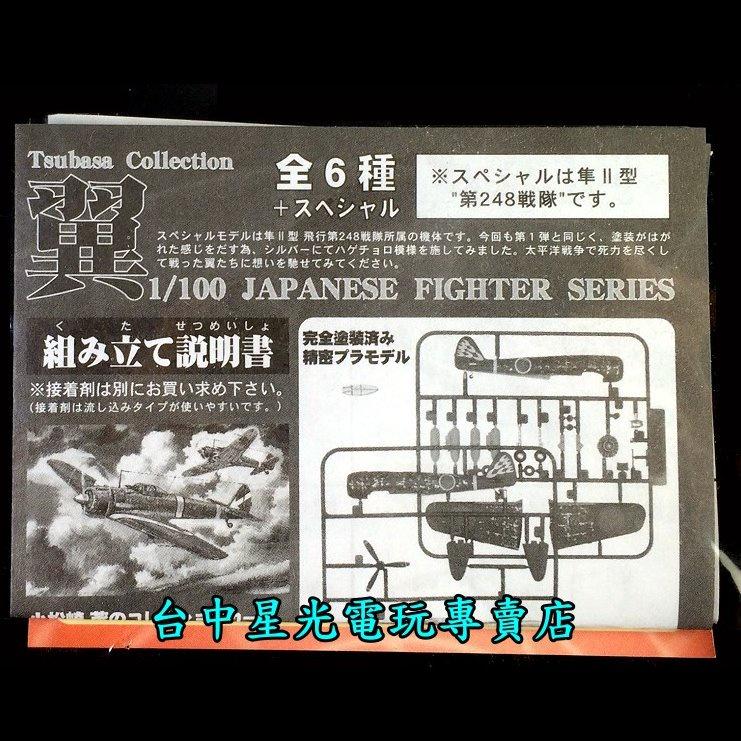 Tsubasa Collection
翼
全6種
+スペシャル
※スペシャルは隼II型
"第248戦隊"です。
スペシャルモデルは隼II型 飛行第248戦隊所属の機体です。今回も第1弾と同じく、塗装がはが
れた感じをだす為、シルバーにてハゲチョロ模様を施してみました。太平洋戦争で死力を尽くし
て戦った翼たちに想いを馳せてみてください。
1/100 JAPANESE FIGHTER SERIES
く た せつめいしょ
組み立て説明書
※接着剤は別にお買い求め下さい。
(接着剤は流し込みタイプが使いやすいです。)
完全塗装済み
精密プラモデル
台中星光電玩專賣店